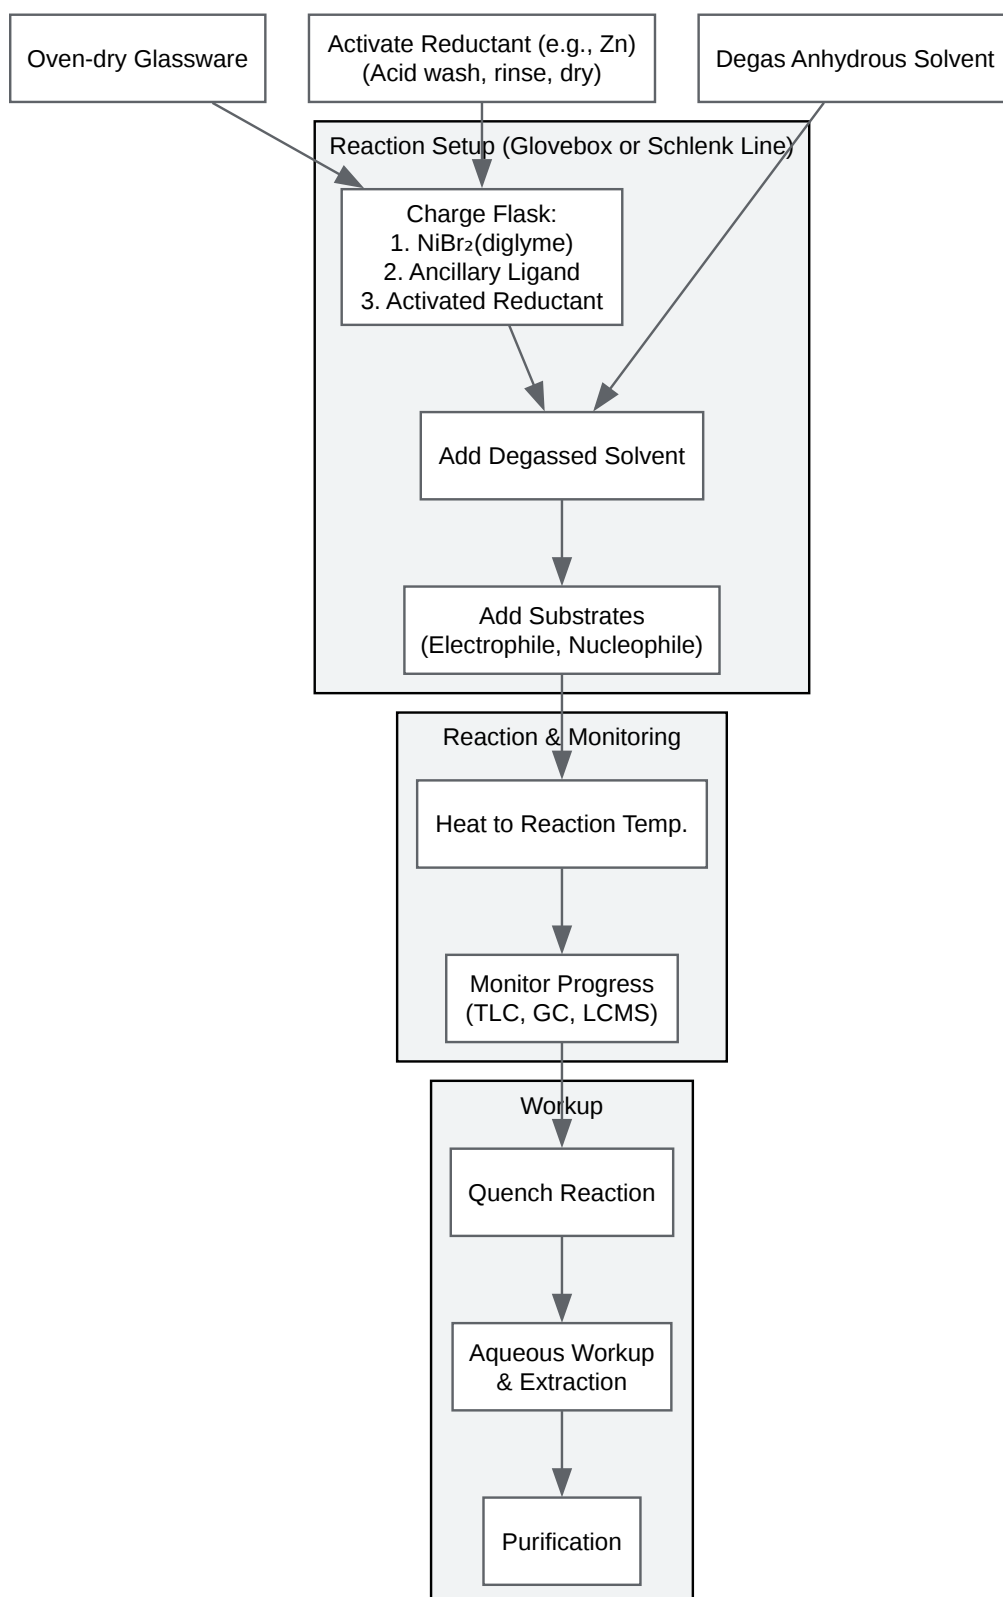 Oven-dry Glassware
Activate Reductant (e.g., Zn)
(Acid wash, rinse, dry)
Degas Anhydrous Solvent
Reaction Setup (Glovebox or Schlenk Line)
Charge Flask:
1. NiBr₂(diglyme)
2. Ancillary Ligand
3. Activated Reductant
Add Degassed Solvent
Add Substrates
(Electrophile, Nucleophile)
Reaction & Monitoring
Heat to Reaction Temp.
Monitor Progress
(TLC, GC, LCMS)
Workup
Quench Reaction
Aqueous Workup
& Extraction
Purification